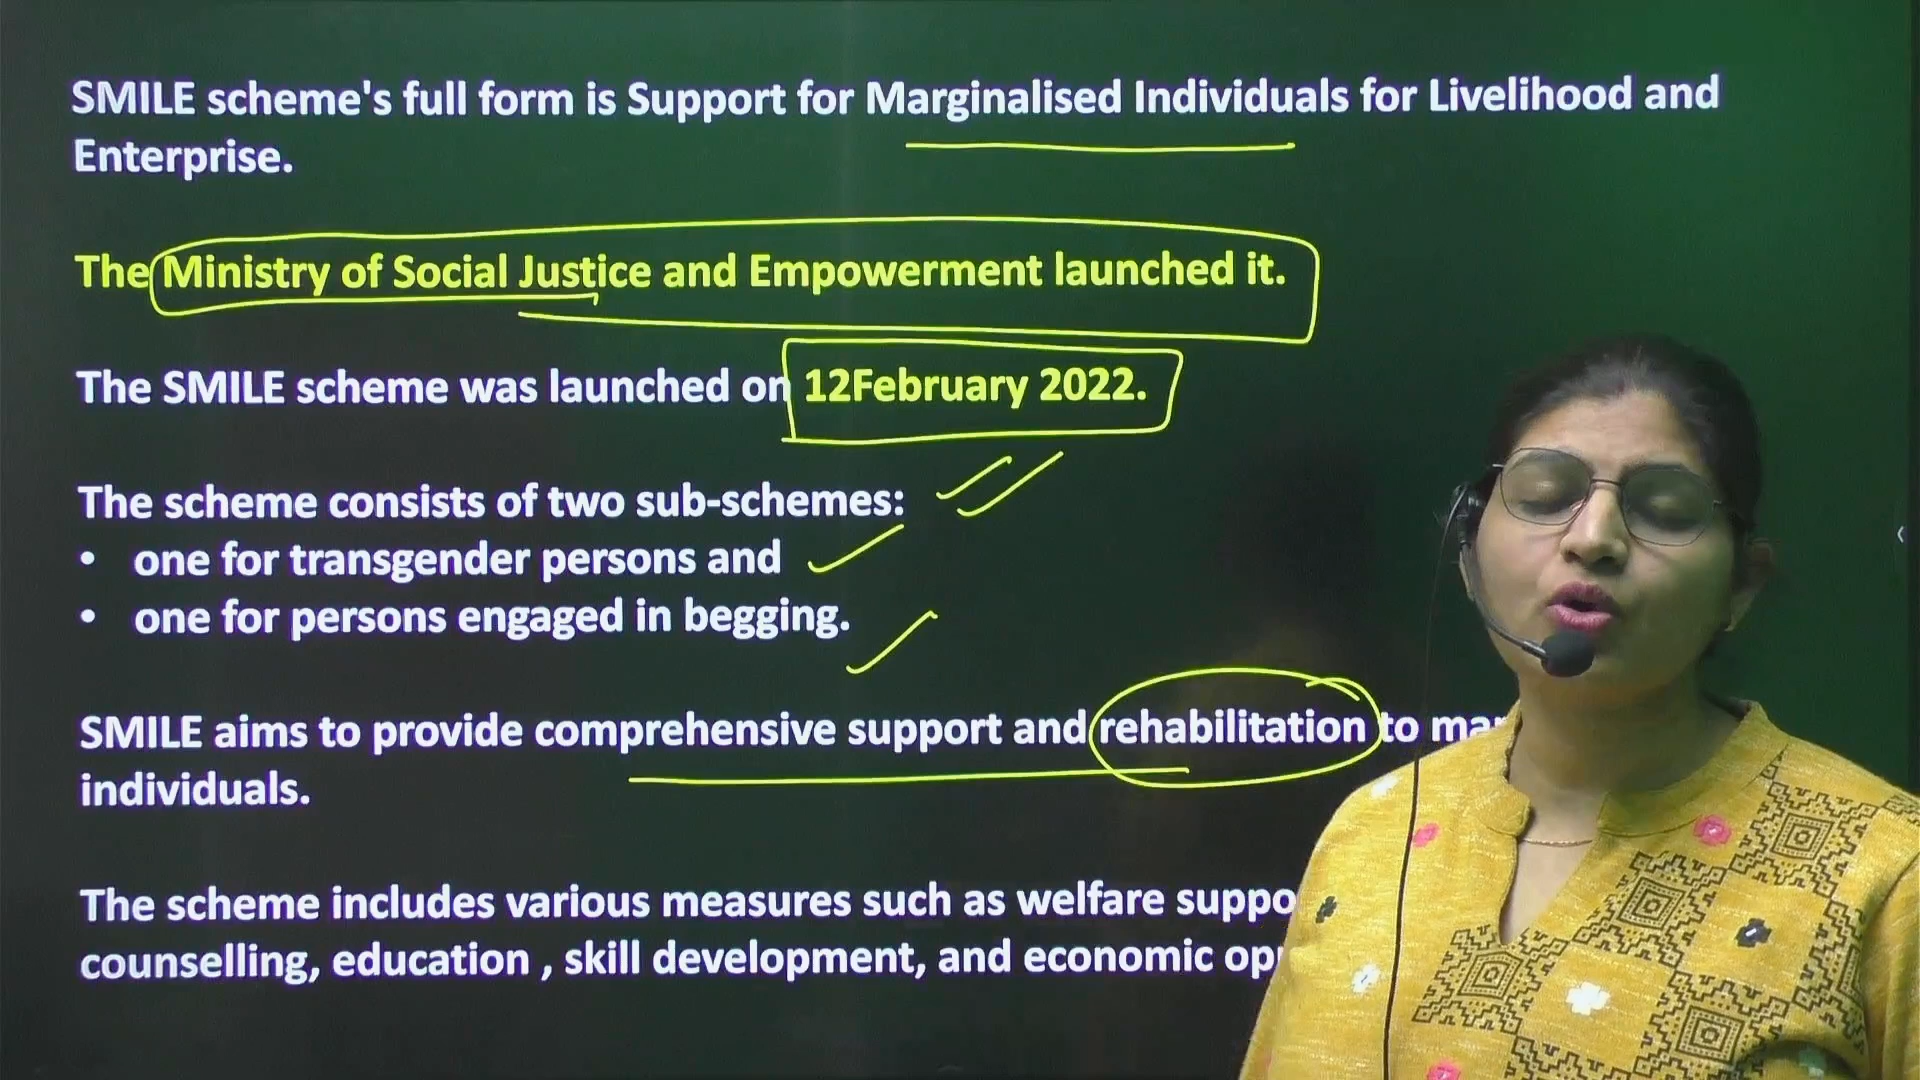 SMILE scheme's full form is Support for Marginalised Individuals for Livelihood and
Enterprise.
The Ministry of Social Justice and Empowerment launched it.
The SMILE scheme was launched on 12February 2022.
The scheme consists of two sub-schemes:
• one for transgender persons and
• one for persons engaged in begging.
SMILE aims to provide comprehensive support and rehabilitation to
individuals.
The scheme includes various measures such as welfare
counselling, education , skill development, and economic